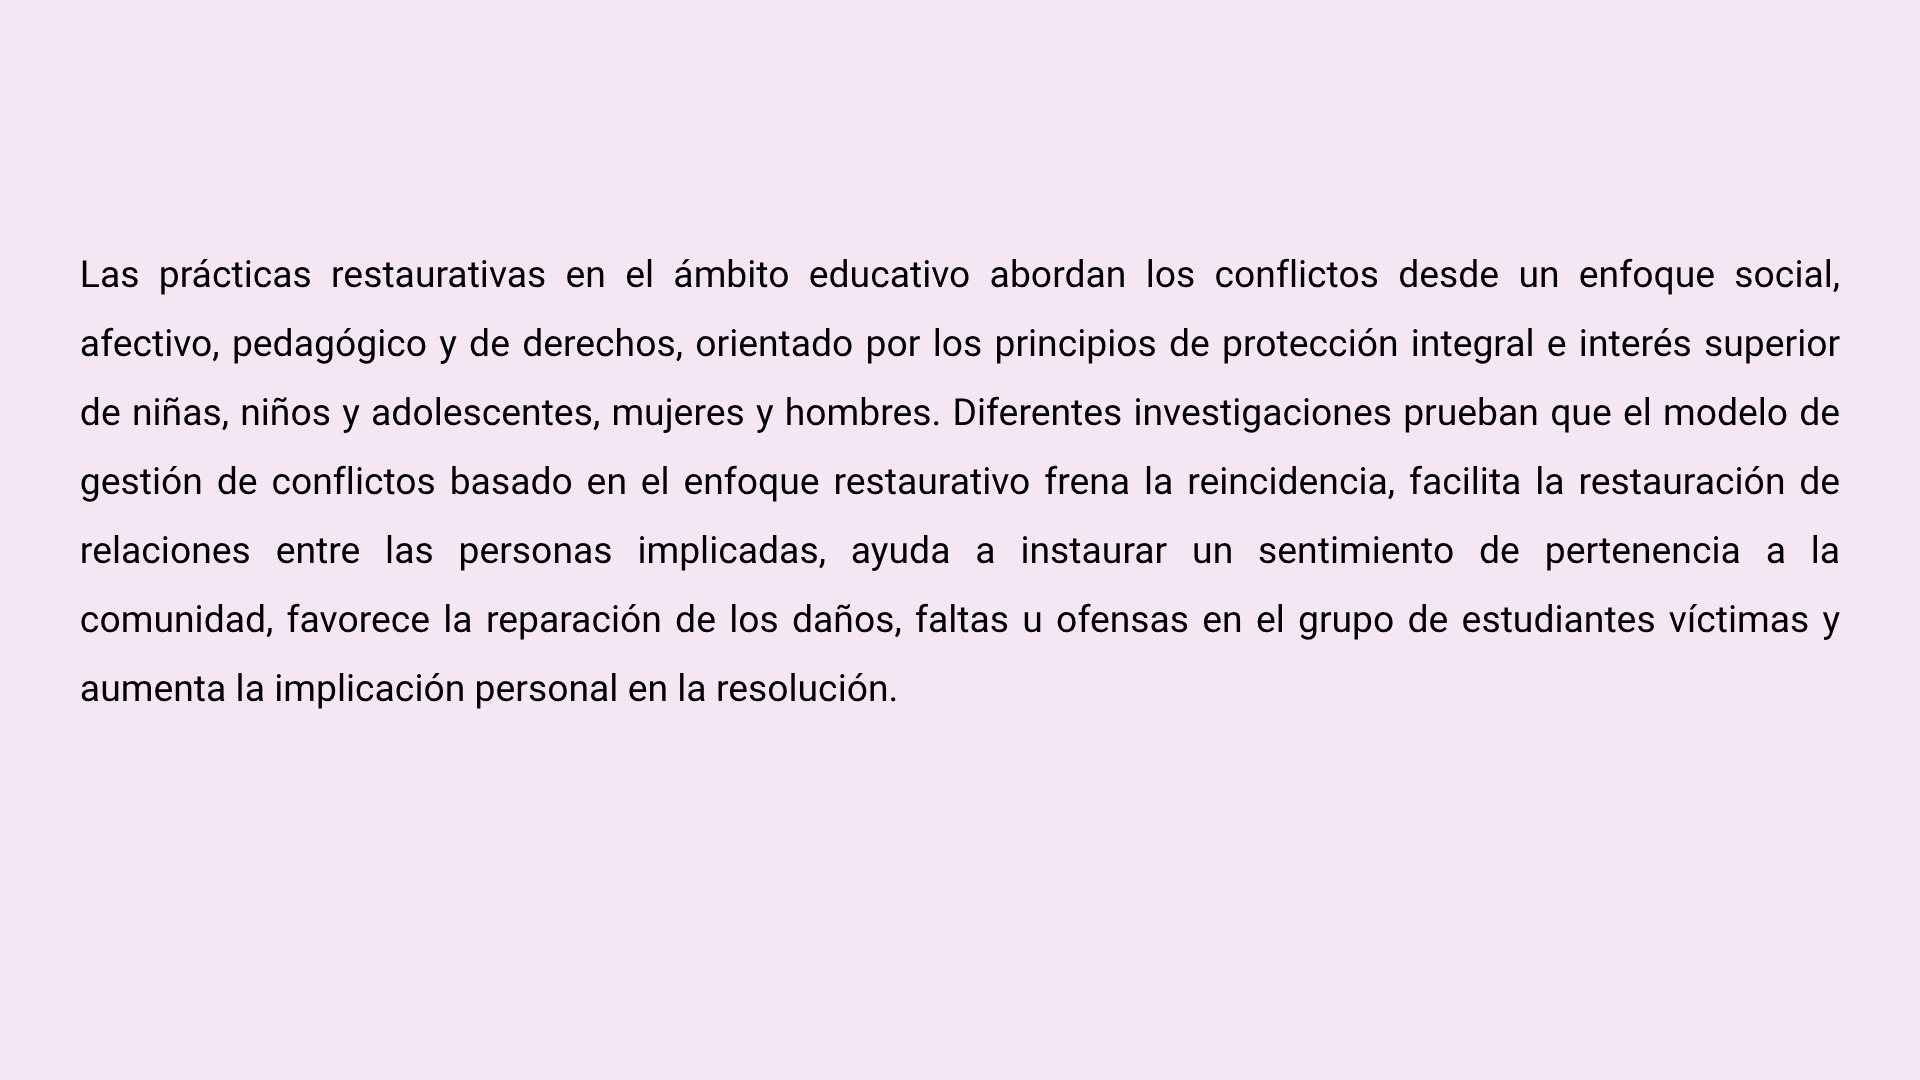 Las prácticas restaurativas en el ámbito educativo abordan los conflictos desde un enfoque social,
afectivo, pedagógico y de derechos, orientado por los principios de protección integral e interés superior
de niñas, niños y adolescentes, mujeres y hombres. Diferentes investigaciones prueban que el modelo de
gestión de conflictos basado en el enfoque restaurativo frena la reincidencia, facilita la restauración de
relaciones entre las personas implicadas, ayuda a instaurar un sentimiento de pertenencia a la
comunidad, favorece la reparación de los daños, faltas u ofensas en el grupo de estudiantes víctimas y
aumenta la implicación personal en la resolución.